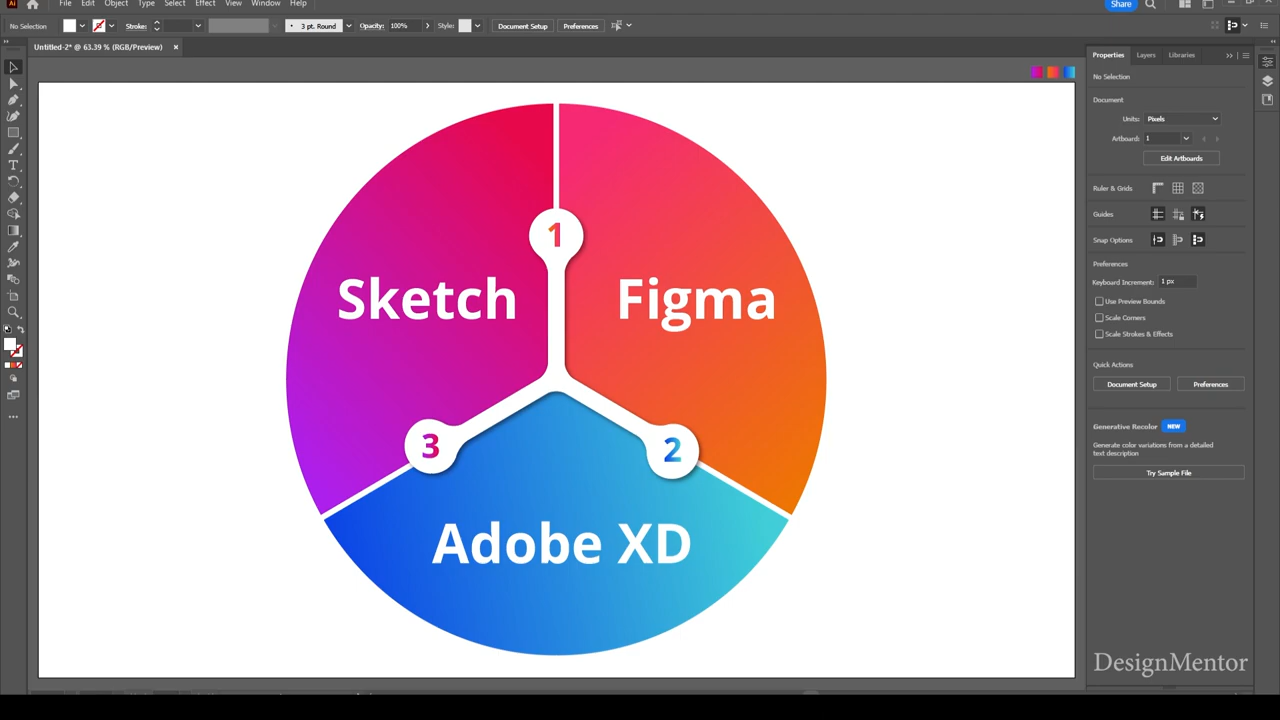 Ai File Edit Object Type Select Effect View Window Help Share
No Selection Stroke: 3 pt. Round Opacity: 100% Style: Document Setup Preferences
Untitled-2* @ 63.39 % (RGB/Preview) ×
Properties Layers Libraries
No Selection
Document
Units: Pixels
Artboard: 1
Edit Artboards
Ruler & Grids
Guides
Snap Options
Preferences
Keyboard Increment: 1 px
Use Preview Bounds
Scale Corners
Scale Strokes & Effects
Quick Actions
Document Setup Preferences
Generative Recolor NEW
Generate color variations from a detailed
text description
Try Sample File
1
Sketch Figma
3 2
Adobe XD
DesignMentor